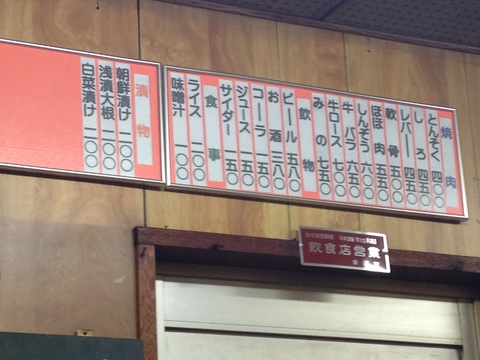 焼肉
とんそく 四〇〇
しろ 四五〇
レバー 四五〇
軟骨 五〇〇
ほほ肉 五五〇
しんぞう 六〇〇
牛バラ 六五〇
牛ロース 七〇〇
みの 七五〇
飲物
ビール 五八〇
お酒 三八〇
コーラ 一五〇
ジュース 二五〇
サイダー 一五〇
食事
ライス 二〇〇
味噌汁 一〇〇
漬物
朝鮮漬け 一〇〇
浅漬大根 一〇〇
白菜漬け 一〇〇
飲食店営業